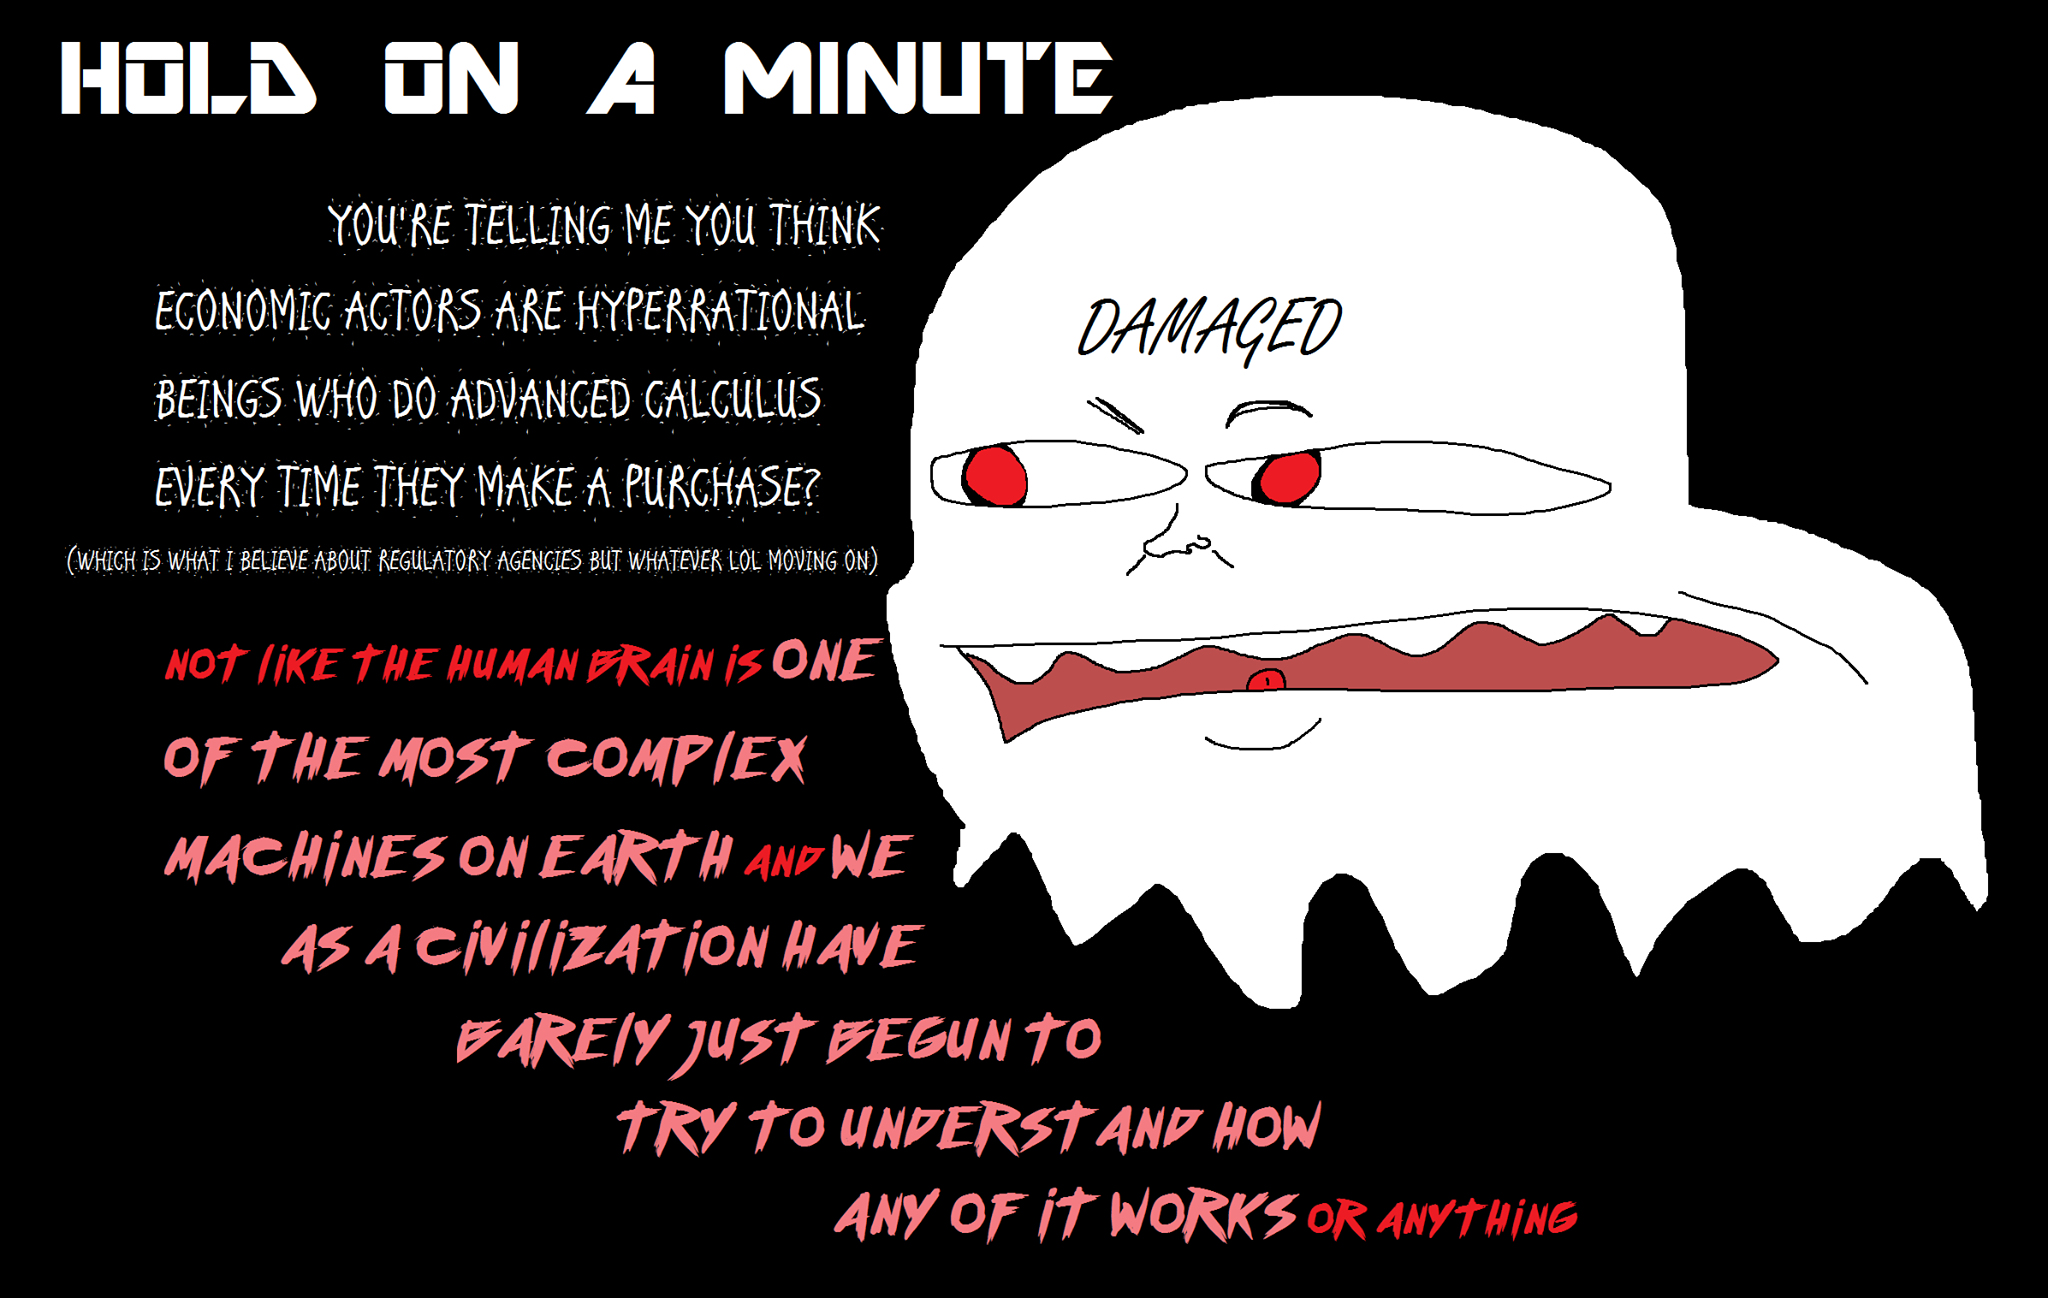 HOLD ON A MINUTE
YOU'RE TELLING ME YOU THINK
ECONOMIC ACTORS ARE HYPERRATIONAL
BEINGS WHO DO ADVANCED CALCULUS
EVERY TIME THEY MAKE A PURCHASE?
(WHICH IS WHAT I BELIEVE ABOUT REGULATORY AGENCIES BUT WHATEVER LOL MOVING ON)
DAMAGED
NOT LIKE THE HUMAN BRAIN IS ONE
OF THE MOST COMPLEX
MACHINES ON EARTH AND WE
AS A CIVILIZATION HAVE
BARELY JUST BEGUN TO
TRY TO UNDERSTAND HOW
ANY OF IT WORKS OR ANYTHING